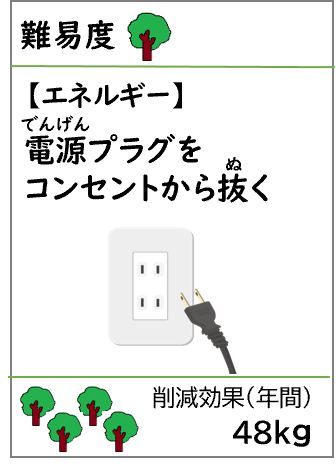 難易度
【エネルギー】
でんげん
電源プラグを
ぬ
コンセントから抜く
削減効果(年間)
48kg